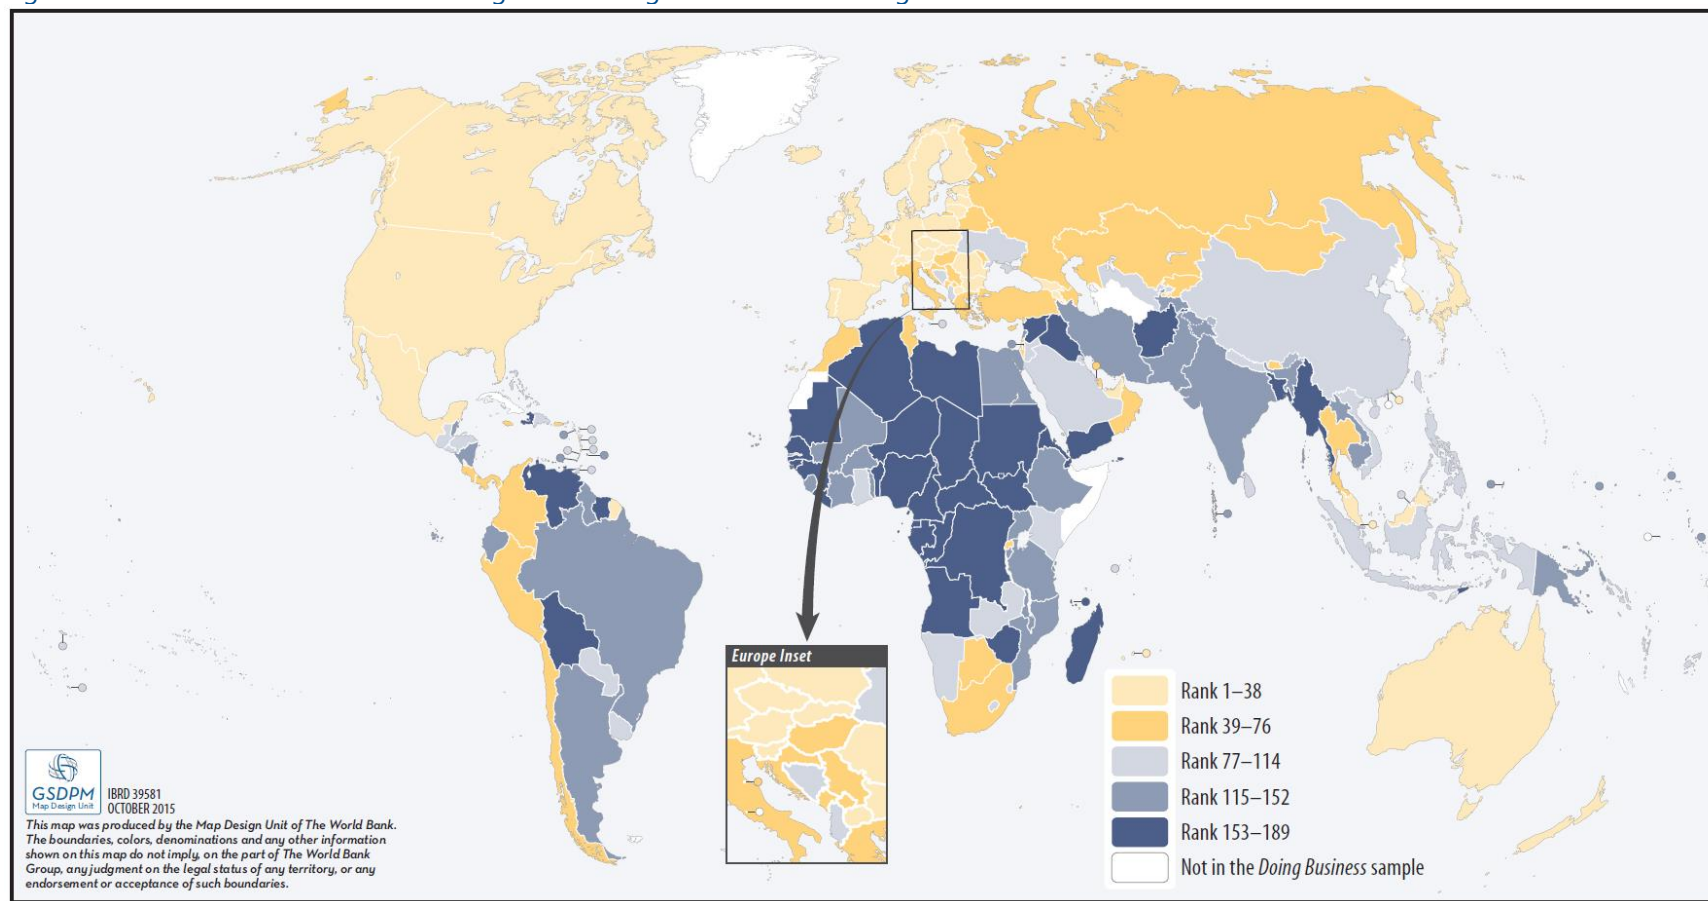 Europe Inset
Rank 1–38
Rank 39–76
Rank 77–114
Rank 115–152
Rank 153–189
Not in the Doing Business sample
GSDPM
Map Design Unit
IBRD 39581
OCTOBER 2015
This map was produced by the Map Design Unit of The World Bank.
The boundaries, colors, denominations and any other information
shown on this map do not imply, on the part of The World Bank
Group, any judgment on the legal status of any territory, or any
endorsement or acceptance of such boundaries.